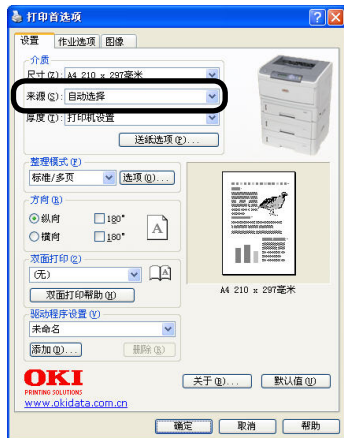 打印首选项
设置 作业选项 图像
介质
尺寸(Z): A4 210 x 297毫米
来源(S): 自动选择
厚度(T): 打印机设置
送纸选项(F)...
整理模式(P)
标准/多页 选项(O)...
方向(R)
纵向 180°
横向 180°
A
双面打印(2)
(无)
双面打印帮助(H)
A4 210 x 297毫米
驱动程序设置(V)
未命名
添加(D)... 删除(R)
OKI
PRINTING SOLUTIONS
www.okidata.com.cn
关于(B)... 默认值(U)
确定 取消 帮助